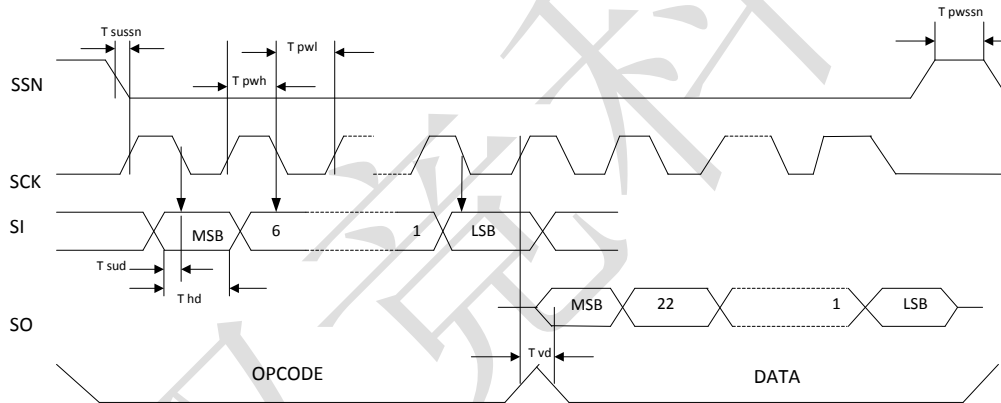 T sussn
T pwl
T pwssn
T pwh
SSN
SCK
SI
MSB
6
1
LSB
T sud
T hd
SO
MSB
22
1
LSB
T vd
OPCODE
DATA